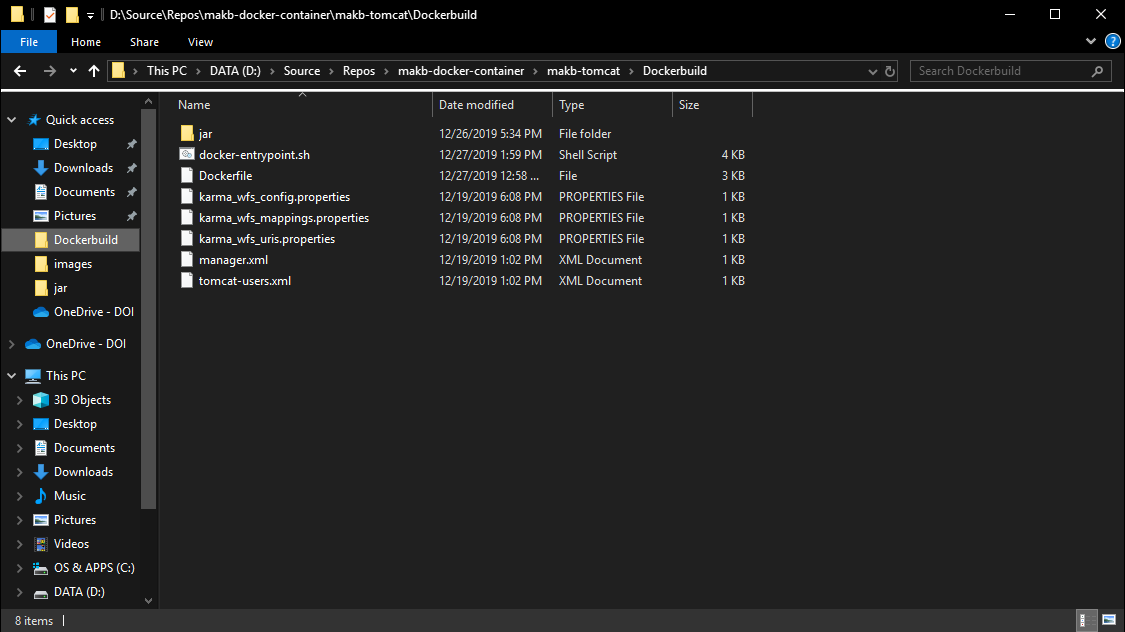 D:\Source\Repos\makb-docker-container\makb-tomcat\Dockerbuild
File Home Share View
This PC DATA (D:) Source Repos makb-docker-container makb-tomcat Dockerbuild Search Dockerbuild
Name Date modified Type Size
Quick access
Desktop
Downloads
Documents
Pictures
Dockerbuild
images
jar
OneDrive - DOI
OneDrive - DOI
This PC
3D Objects
Desktop
Documents
Downloads
Music
Pictures
Videos
OS & APPS (C:)
DATA (D:)
jar 12/26/2019 5:34 PM File folder
docker-entrypoint.sh 12/27/2019 1:59 PM Shell Script 4 KB
Dockerfile 12/27/2019 12:58 ... File 3 KB
karma_wfs_config.properties 12/19/2019 6:08 PM PROPERTIES File 1 KB
karma_wfs_mappings.properties 12/19/2019 6:08 PM PROPERTIES File 1 KB
karma_wfs_uris.properties 12/19/2019 6:08 PM PROPERTIES File 1 KB
manager.xml 12/19/2019 1:02 PM XML Document 1 KB
tomcat-users.xml 12/19/2019 1:02 PM XML Document 1 KB
8 items